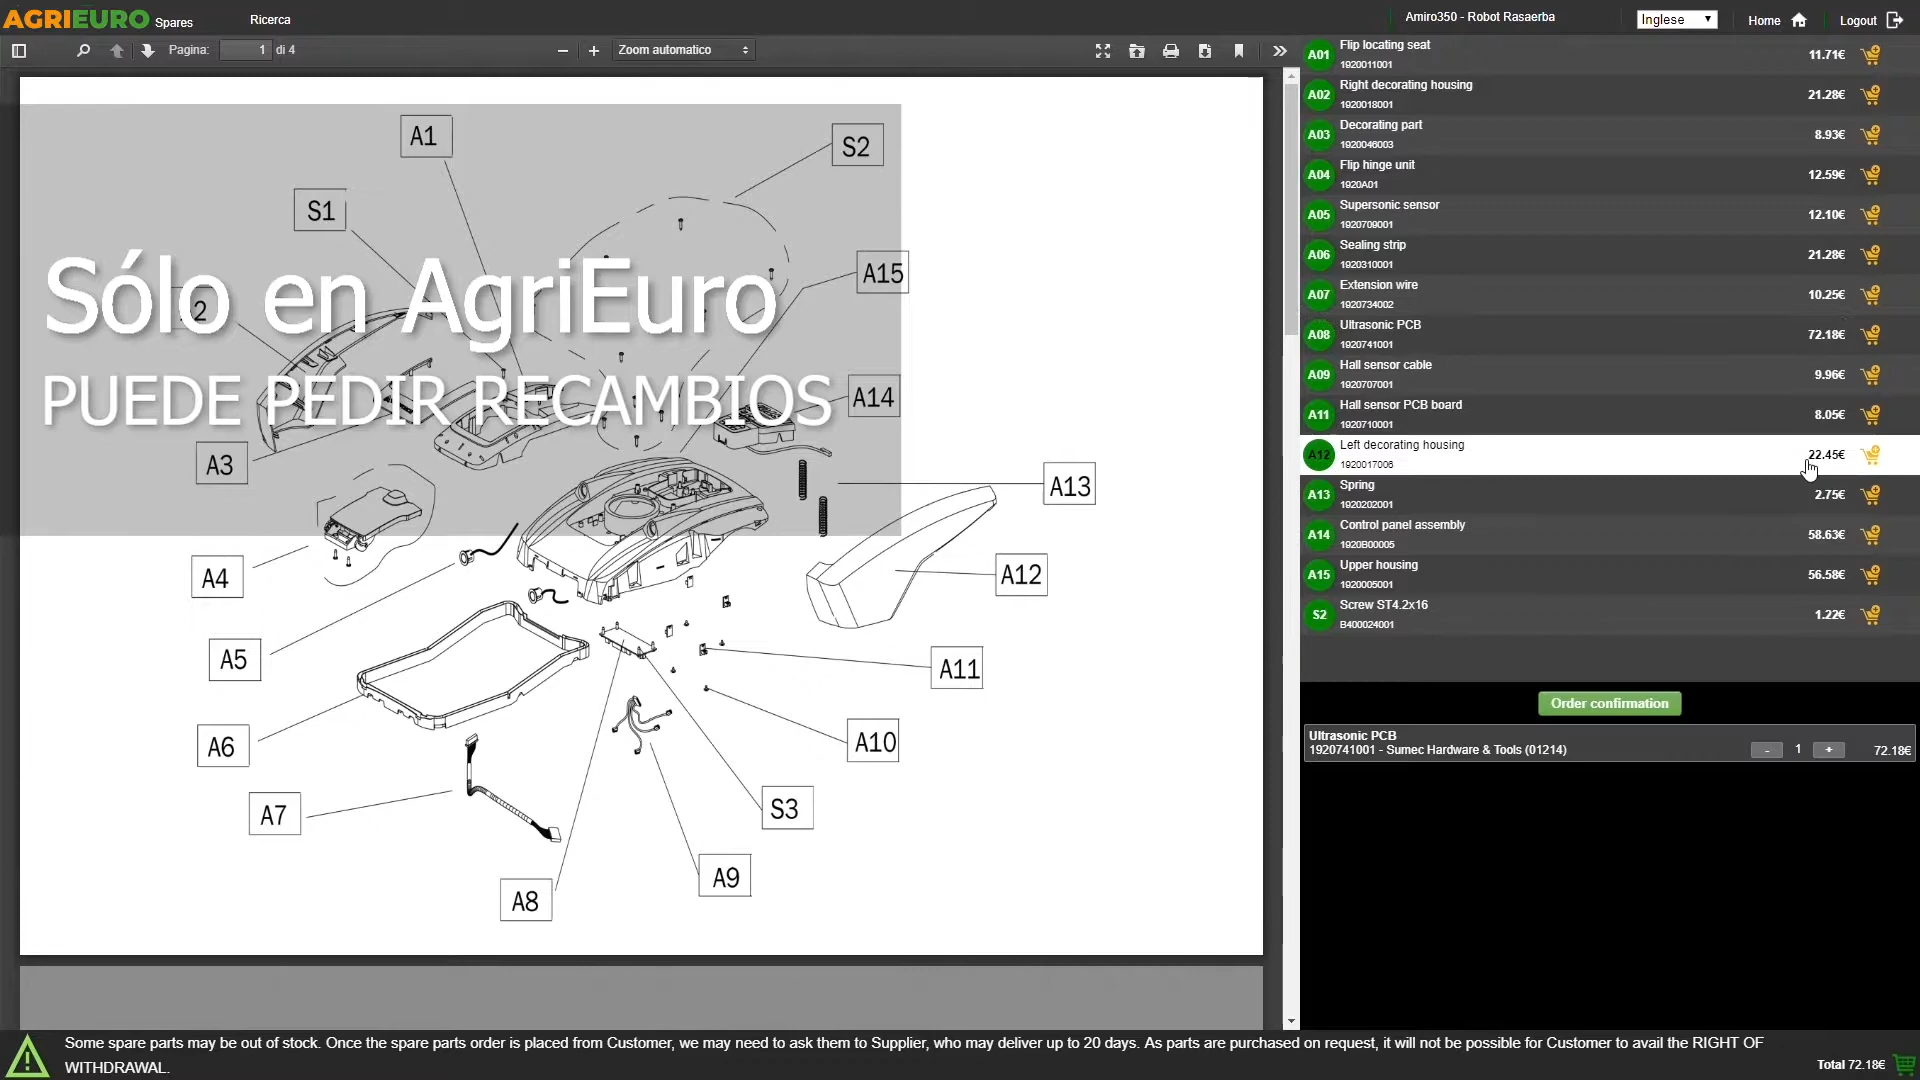 AGRIEURO Spares
Ricerca
Amiro350 - Robot Rasaerba
Inglese
Home
Logout
Pagina: 1 di 4
Zoom automatico
A1
S2
S1
A15
2
Sólo en AgriEuro
PUEDE PEDIR RECAMBIOS
A14
A3
A13
A4
A12
A5
A11
A6
A10
A7
S3
A9
A8
A01 Flip locating seat 11.71€
1920011001
A02 Right decorating housing 21.28€
1920018001
A03 Decorating part 8.93€
1920046003
A04 Flip hinge unit 12.59€
1920A01
A05 Supersonic sensor 12.10€
1920709001
A06 Sealing strip 21.28€
1920310001
A07 Extension wire 10.25€
1920734002
A08 Ultrasonic PCB 72.18€
1920741001
A09 Hall sensor cable 9.96€
1920707001
A11 Hall sensor PCB board 8.05€
1920710001
A12 Left decorating housing 22.45€
1920017006
A13 Spring 2.75€
1920202001
A14 Control panel assembly 58.63€
1920B00005
A15 Upper housing 56.58€
1920005001
S2 Screw ST4.2x16 1.22€
B400024001
Order confirmation
Ultrasonic PCB
1920741001 - Sumec Hardware & Tools (01214) - 1 + 72.18€
Some spare parts may be out of stock. Once the spare parts order is placed from Customer, we may need to ask them to Supplier, who may deliver up to 20 days. As parts are purchased on request, it will not be possible for Customer to avail the RIGHT OF
WITHDRAWAL.
Total 72.18€